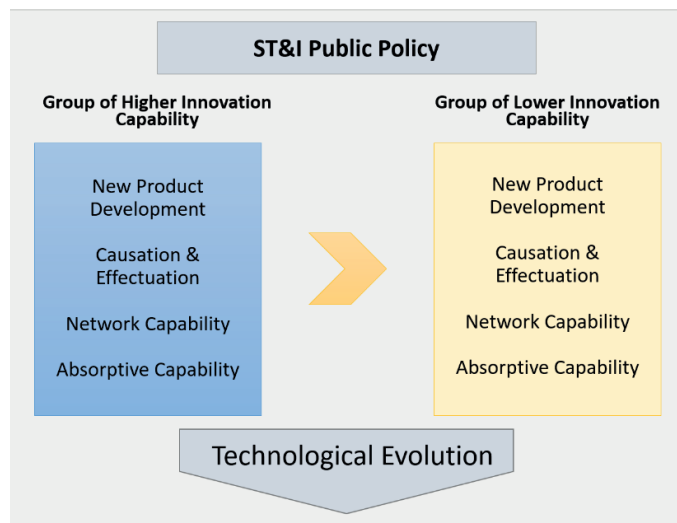 ST&I Public Policy
Group of Higher Innovation
Capability
New Product
Development
Causation &
Effectuation
Network Capability
Absorptive Capability
Group of Lower Innovation
Capability
New Product
Development
Causation &
Effectuation
Network Capability
Absorptive Capability
Technological Evolution